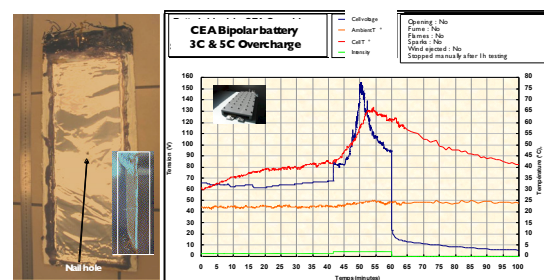 CEA Bipolar battery
3C & 5C Overcharge
Cell voltage
Ambient T °
Cell T °
Intensity
Opening : No
Fume : No
Flames : No
Sparks : No
Wind ejected : No
Stopped manually after 1h testing
160
150
140
130
120
110
100
90
80
70
60
50
40
30
20
10
0
Tension (V)
80
75
70
65
60
55
50
45
40
35
30
25
20
15
10
5
0
Température (°C),
0 5 10 15 20 25 30 35 40 45 50 55 60 65 70 75 80 85 90 95 100
Temps (minutes)
Nail hole